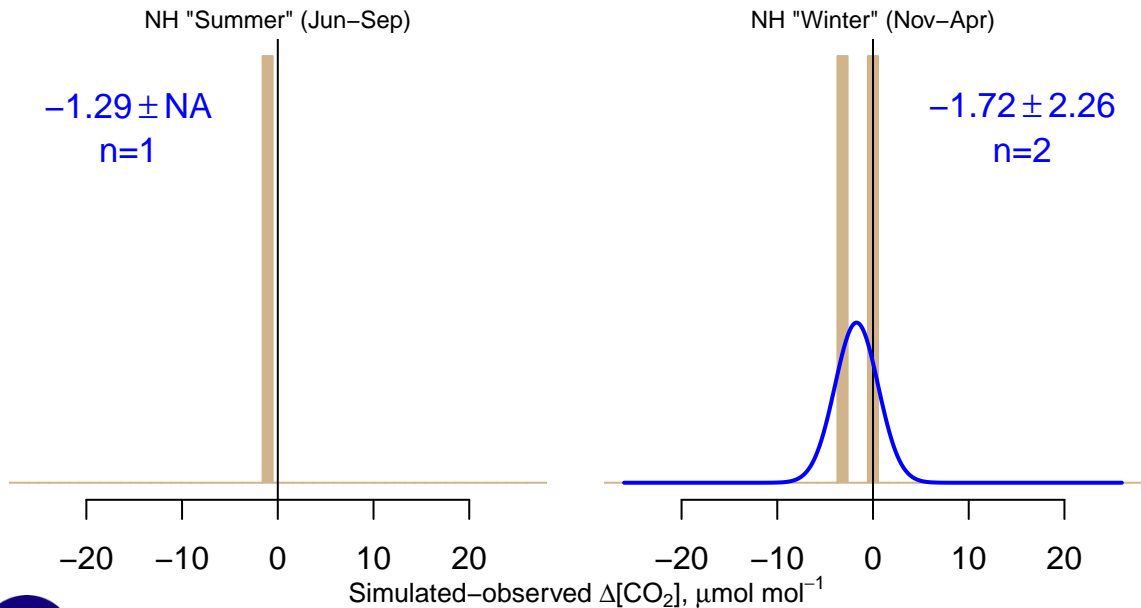 NH "Summer" (Jun−Sep)
−1.29 ± NA
n=1
−20 −10 0 10 20
NH "Winter" (Nov−Apr)
−1.72 ± 2.26
n=2
−20 −10 0 10 20
Simulated−observed Δ[CO₂], μmol mol⁻¹